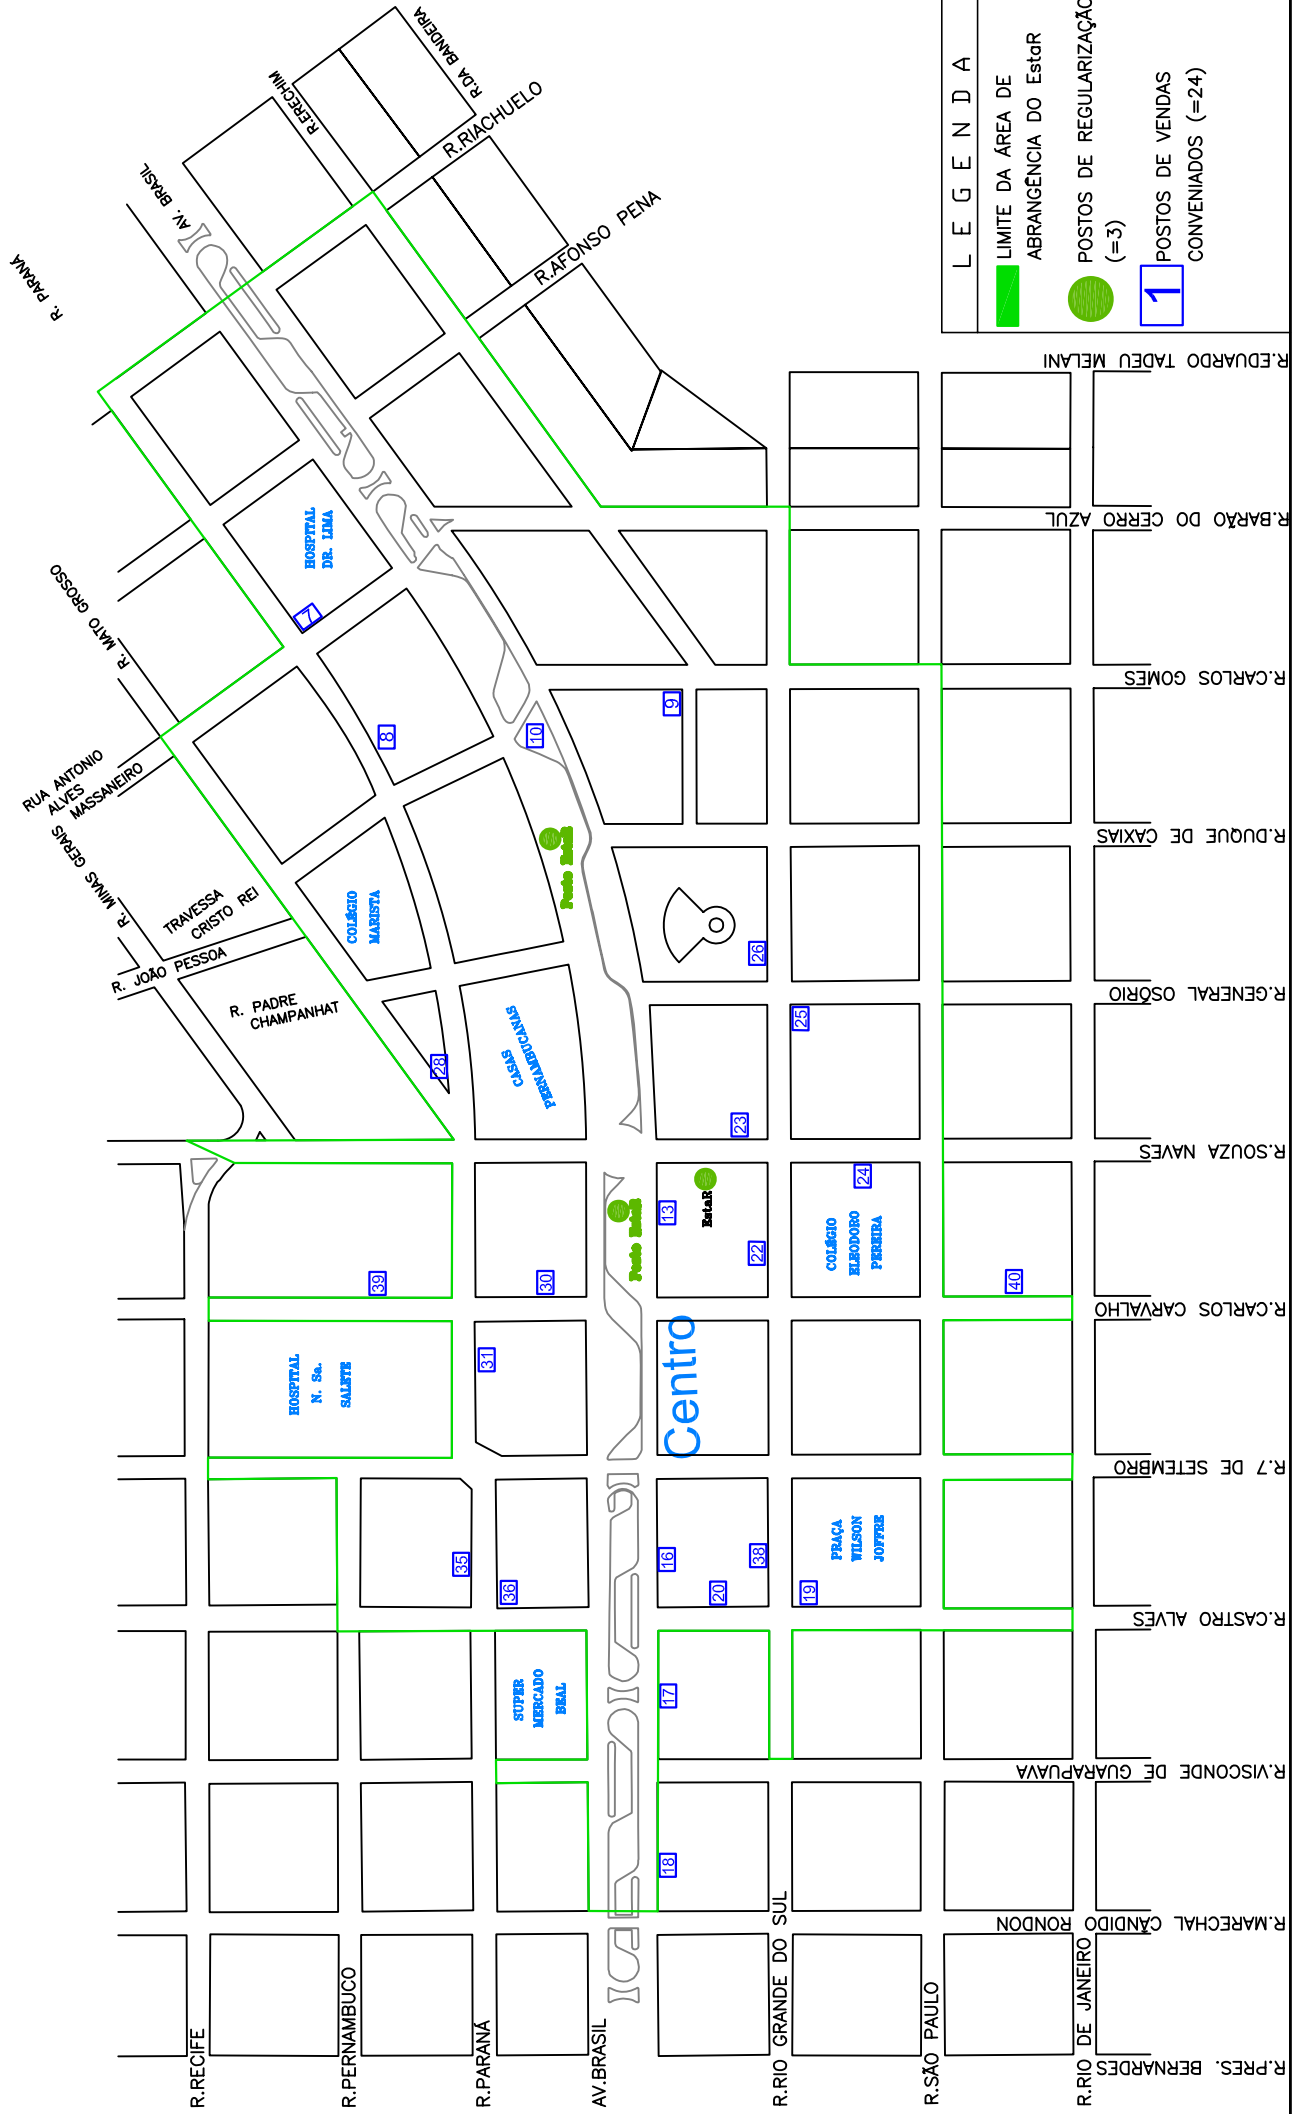 L E G E N D A
LIMITE DA ÁREA DE
ABRANGÊNCIA DO EstaR
POSTOS DE REGULARIZAÇÃO
(=3)
1
POSTOS DE VENDAS
CONVENIADOS (=24)
R. PARANÁ
AV. BRASIL
R.ERECHIM
R.DA BANDEIRA
R.RIACHUELO
R.AFONSO PENA
R. MATO GROSSO
RUA ANTONIO
ALVES
MASSANEIRO
R. MINAS GERAIS
TRAVESSA
CRISTO REI
R. JOÃO PESSOA
R. PADRE
CHAMPANHAT
HOSPITAL
DR. LIMA
7
8
10
9
Posto EstaR
COLÉGIO
MARISTA
26
28
CASAS
PERNAMBUCANAS
25
23
13
EstaR
22
24
COLÉGIO
ELEODORO
PEREIRA
Posto EstaR
39
30
40
31
HOSPITAL
N. Sa.
SALETE
Centro
35
36
16
20
38
19
PRAÇA
WILSON
JOFFRE
SUPER
MERCADO
BEAL
17
18
R.EDUARDO TADEU MELANI
R.BARÃO DO CERRO AZUL
R.CARLOS GOMES
R.DUQUE DE CAXIAS
R.GENERAL OSÓRIO
R.SOUZA NAVES
R.CARLOS CARVALHO
R.7 DE SETEMBRO
R.CASTRO ALVES
R.VISCONDE DE GUARAPUAVA
R.MARECHAL CÂNDIDO RONDON
R.PRES. BERNARDES
R.RECIFE
R.PERNAMBUCO
R.PARANÁ
AV.BRASIL
R.RIO GRANDE DO SUL
R.SÃO PAULO
R.RIO DE JANEIRO